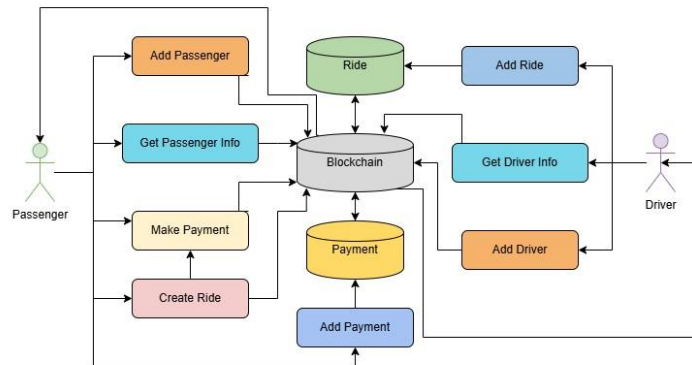 Add Passenger
Ride
Add Ride
Get Passenger Info
Blockchain
Get Driver Info
Passenger
Driver
Make Payment
Payment
Add Driver
Create Ride
Add Payment